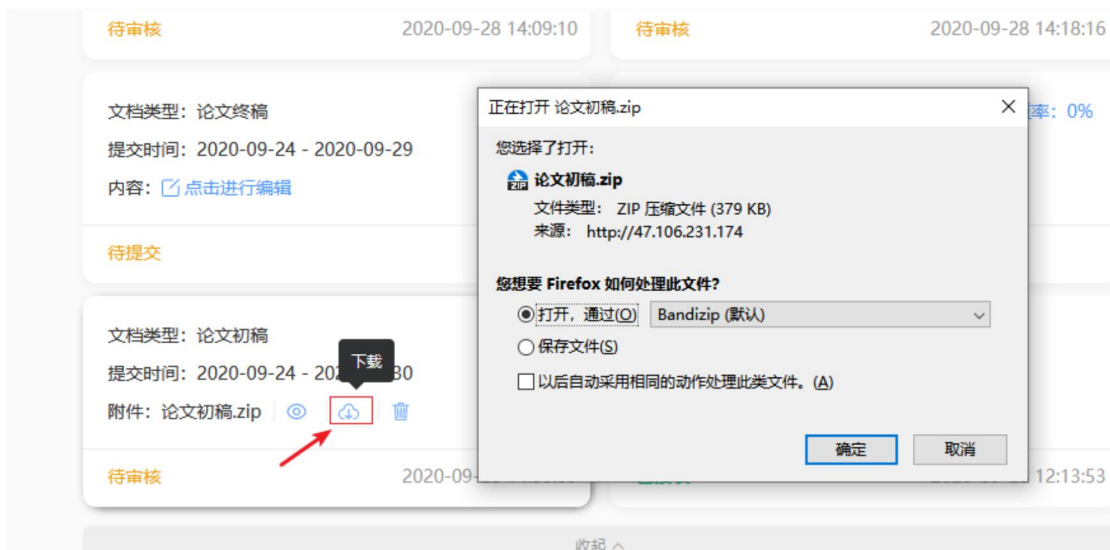 待审核 2020-09-28 14:09:10 待审核 2020-09-28 14:18:16
文档类型：论文终稿
提交时间：2020-09-24 - 2020-09-29
内容： 点击进行编辑
待提交
文档类型：论文初稿
提交时间：2020-09-24 - 30
下载
附件：论文初稿.zip
待审核 2020-09-
正在打开 论文初稿.zip
率：0%
您选择了打开：
论文初稿.zip
文件类型： ZIP 压缩文件 (379 KB)
来源： http://47.106.231.174
您想要 Firefox 如何处理此文件?
打开，通过(O) Bandizip (默认)
保存文件(S)
以后自动采用相同的动作处理此类文件。(A)
确定 取消
12:13:53
收起